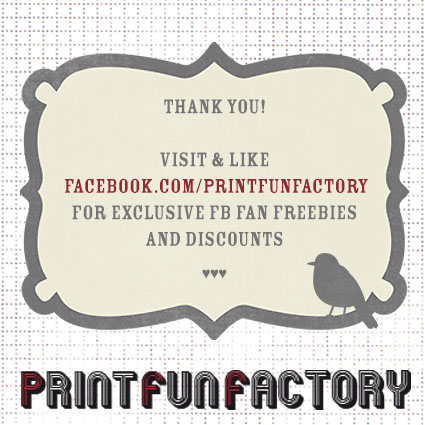 THANK YOU!
VISIT & LIKE
FACEBOOK.COM/PRINTFUNFACTORY
FOR EXCLUSIVE FB FAN FREEBIES
AND DISCOUNTS
♥♥♥
PRINTFUNFACTORY